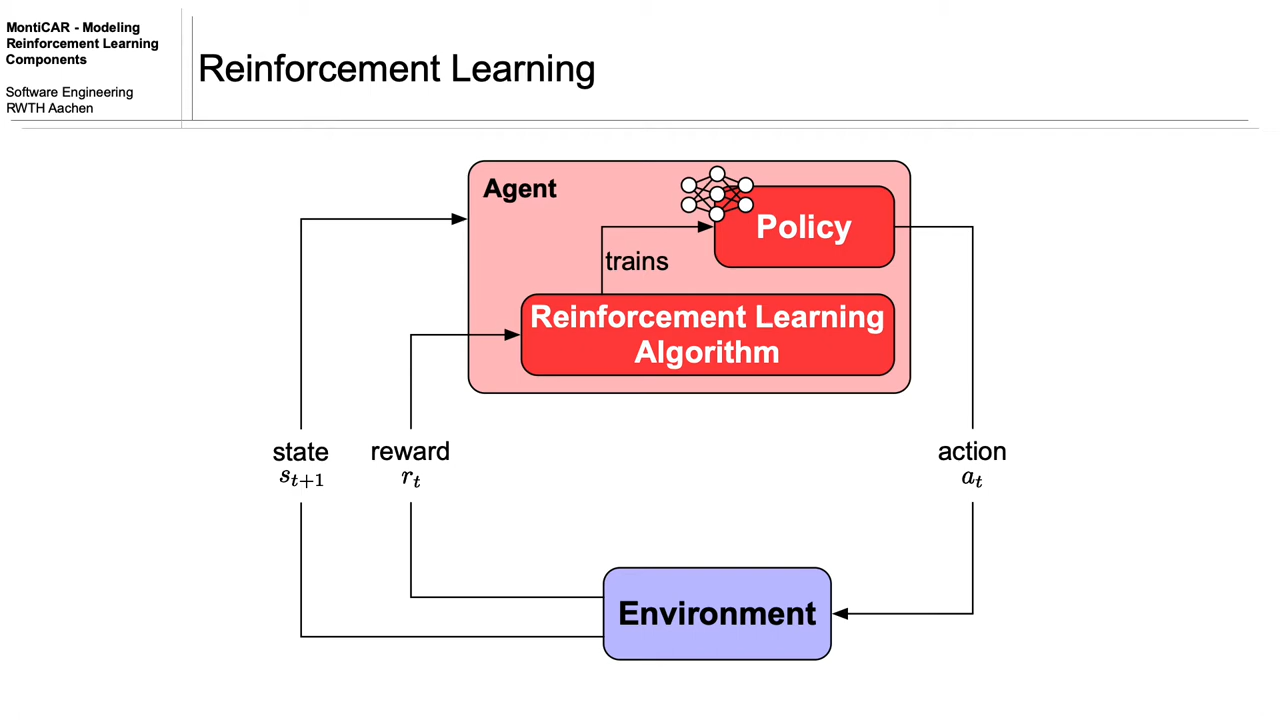 MontiCAR - Modeling
Reinforcement Learning
Components
Software Engineering
RWTH Aachen
Reinforcement Learning
Agent
Policy
trains
Reinforcement Learning
Algorithm
state
s_{t+1}
reward
r_t
action
a_t
Environment